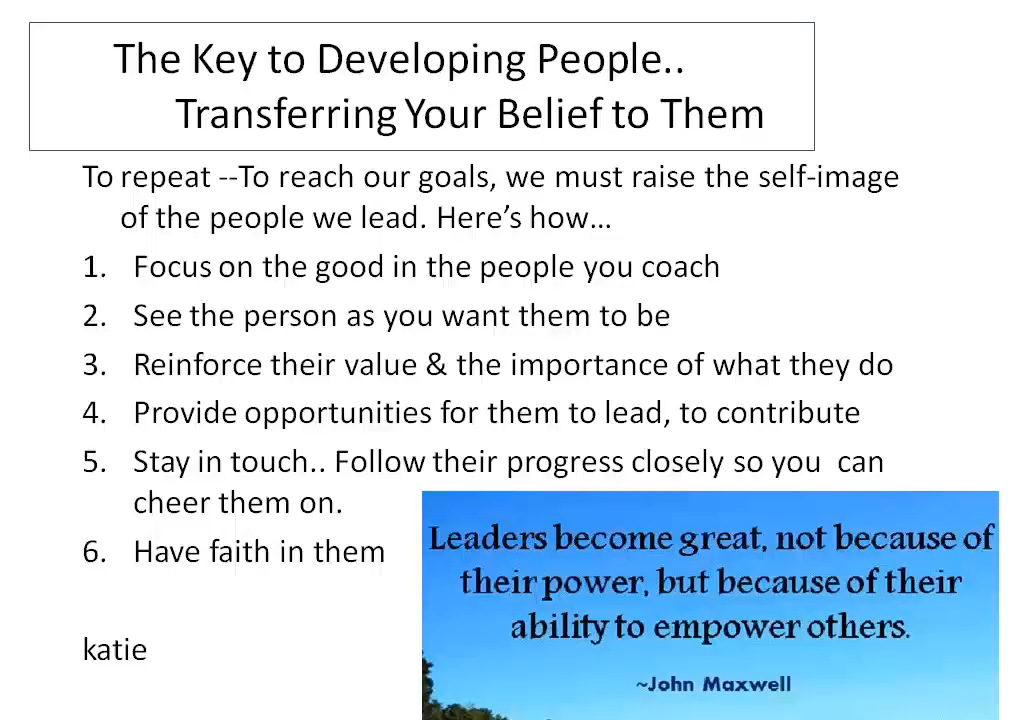 The Key to Developing People..
Transferring Your Belief to Them
To repeat --To reach our goals, we must raise the self-image
of the people we lead. Here’s how…
1. Focus on the good in the people you coach
2. See the person as you want them to be
3. Reinforce their value & the importance of what they do
4. Provide opportunities for them to lead, to contribute
5. Stay in touch.. Follow their progress closely so you  can
cheer them on.
6. Have faith in them
katie
Leaders become great, not because of
their power, but because of their
ability to empower others.
~John Maxwell